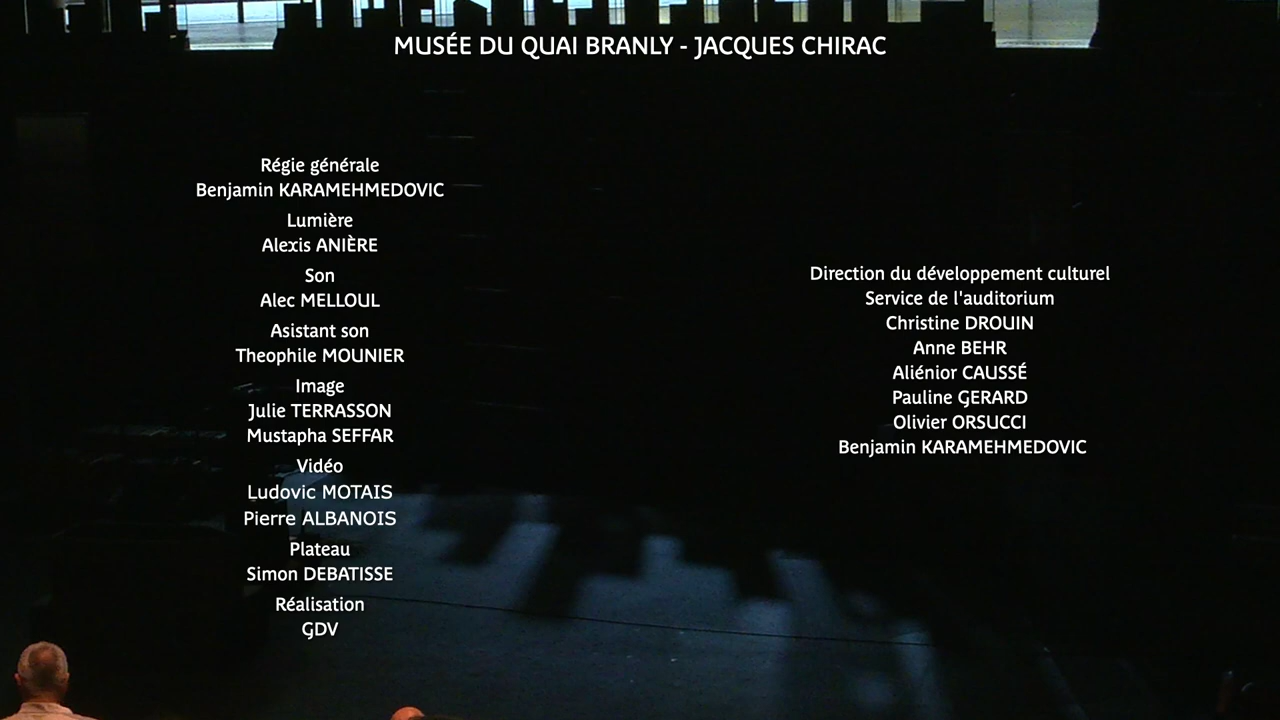 MUSÉE DU QUAI BRANLY - JACQUES CHIRAC
Régie générale
Benjamin KARAMEHMEDOVIC
Lumière
Alexis ANIÈRE
Son
Alec MELLOUL
Asistant son
Theophile MOUNIER
Image
Julie TERRASSON
Mustapha SEFFAR
Vidéo
Ludovic MOTAIS
Pierre ALBANOIS
Plateau
Simon DEBATISSE
Réalisation
GDV
Direction du développement culturel
Service de l'auditorium
Christine DROUIN
Anne BEHR
Aliénior CAUSSÉ
Pauline GERARD
Olivier ORSUCCI
Benjamin KARAMEHMEDOVIC